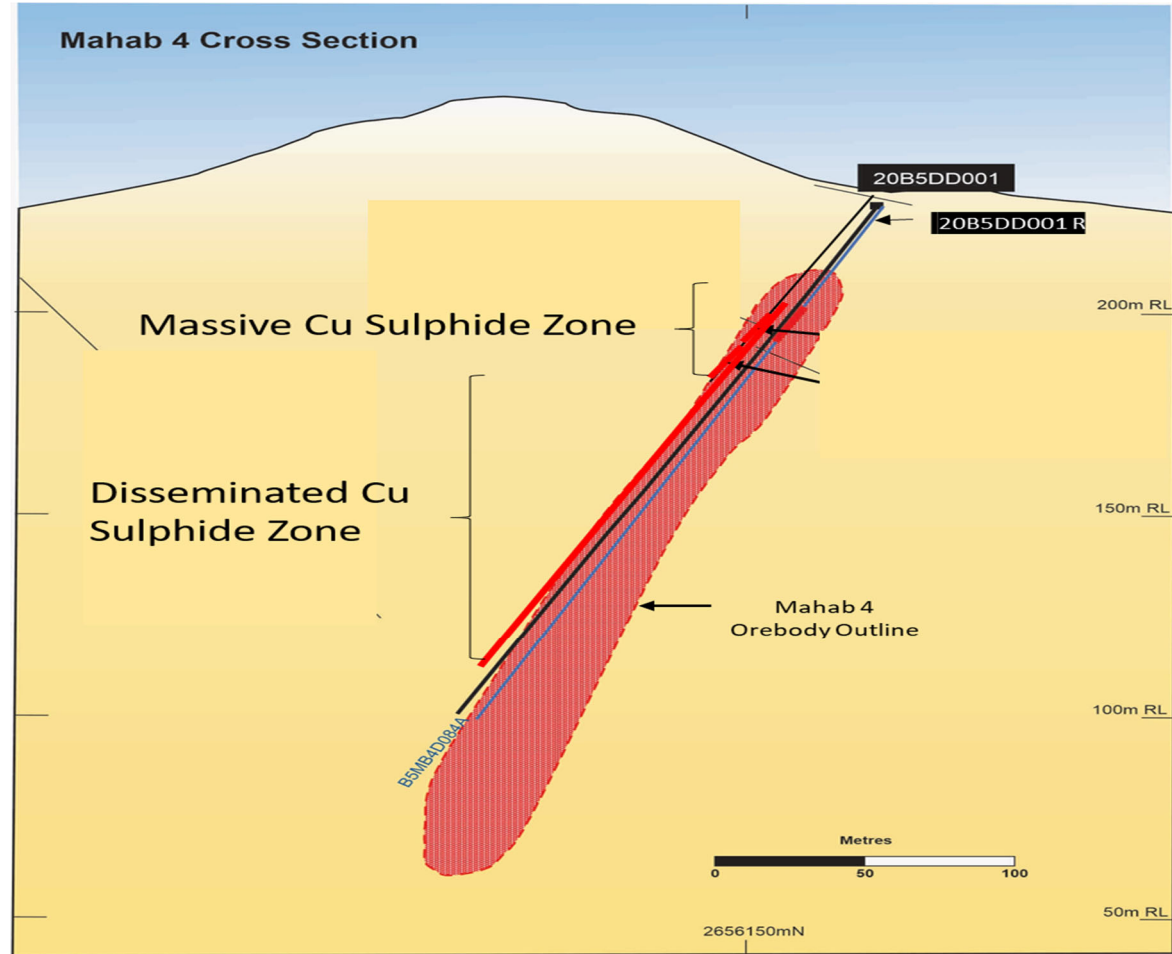 Mahab 4 Cross Section
20B5DD001
20B5DD001 R
200m RL
Massive Cu Sulphide Zone
Disseminated Cu
Sulphide Zone
150m RL
Mahab 4
Orebody Outline
100m RL
B5MB4D084A
Metres
0 50 100
50m RL
2656150mN